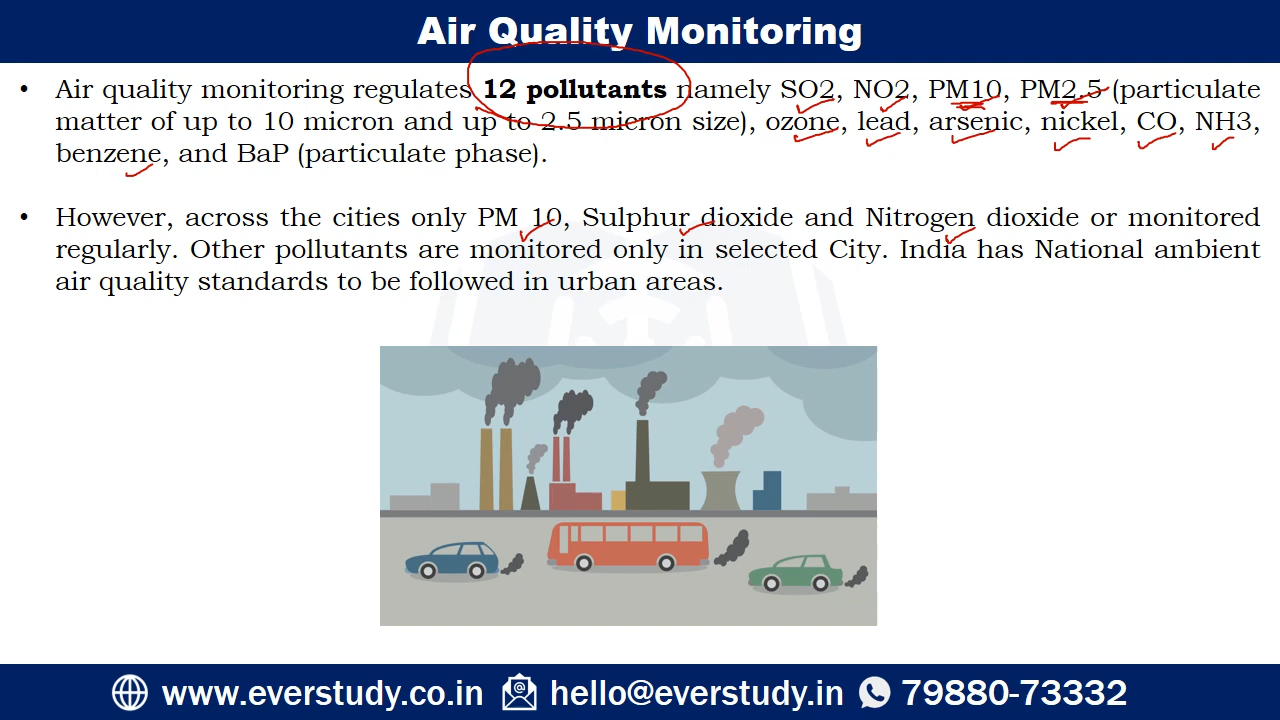 Air Quality Monitoring
• Air quality monitoring regulates 12 pollutants namely SO2, NO2, PM10, PM2.5 (particulate
matter of up to 10 micron and up to 2.5 micron size), ozone, lead, arsenic, nickel, CO, NH3,
benzene, and BaP (particulate phase).
• However, across the cities only PM 10, Sulphur dioxide and Nitrogen dioxide or monitored
regularly. Other pollutants are monitored only in selected City. India has National ambient
air quality standards to be followed in urban areas.
www.everstudy.co.in hello@everstudy.in 79880-73332